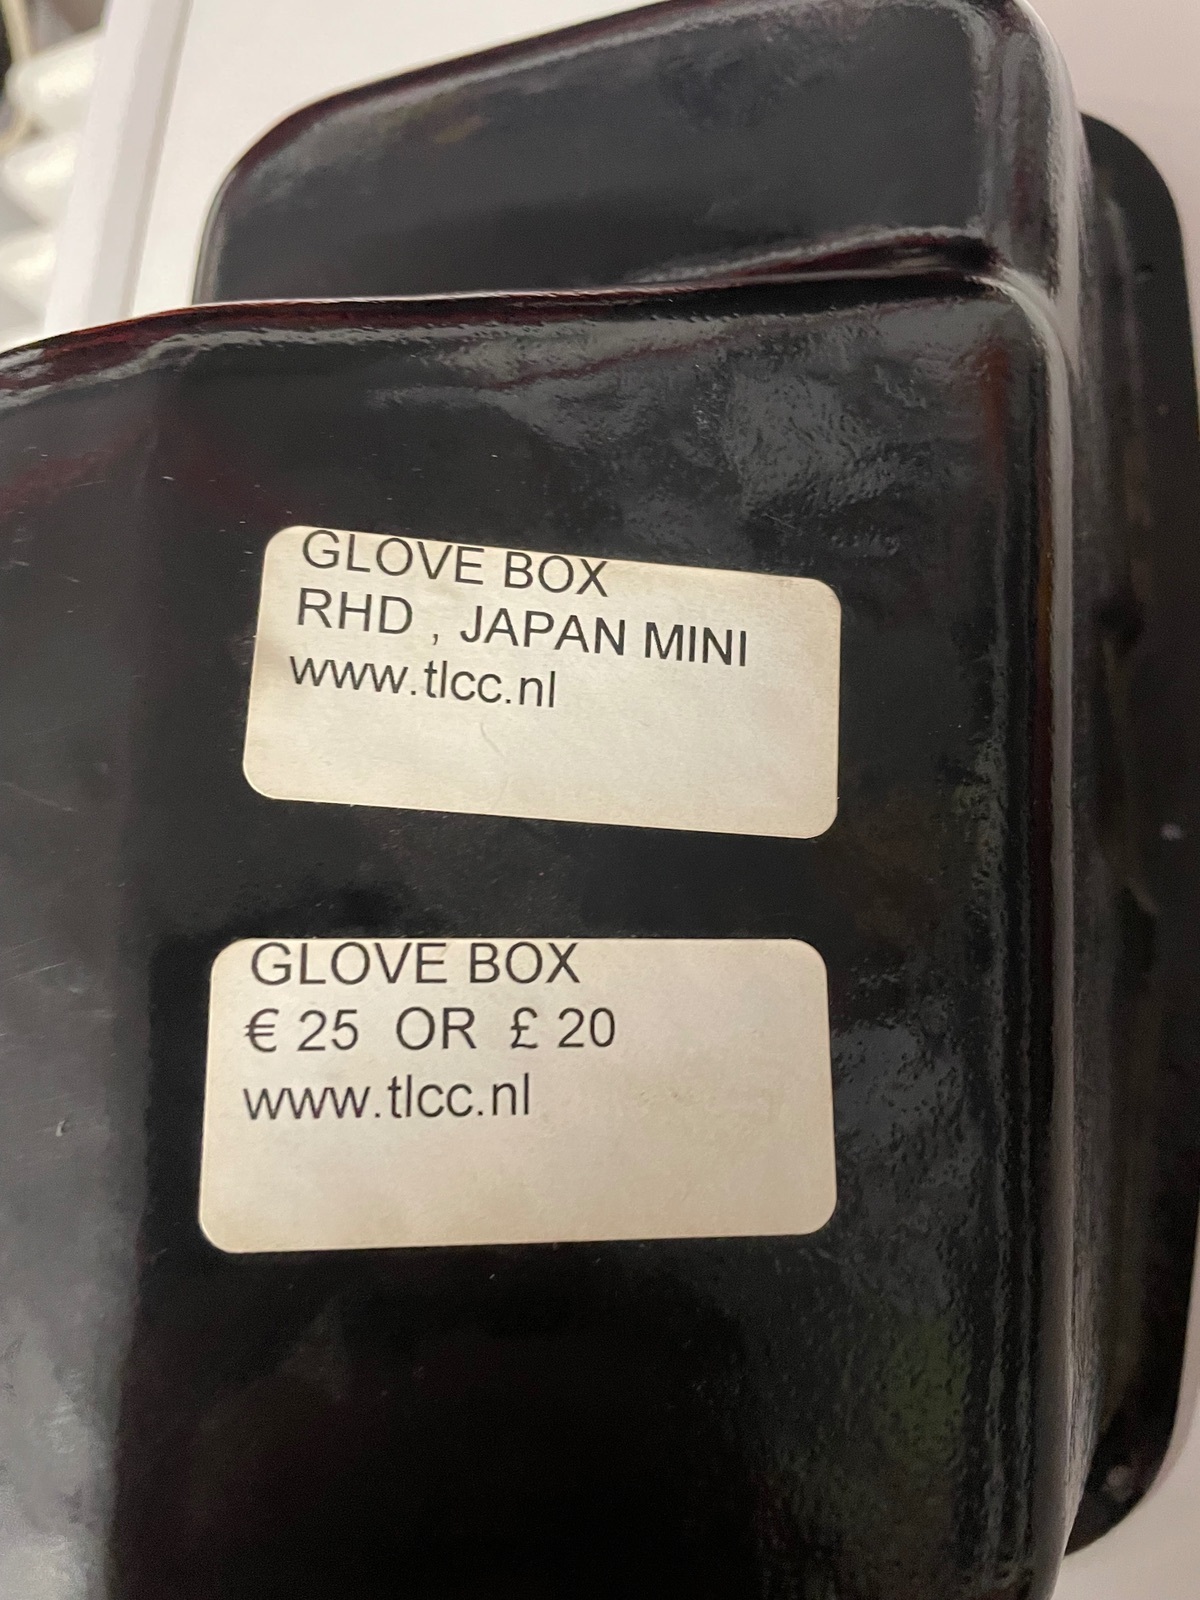 GLOVE BOX
RHD , JAPAN MINI
www.tlcc.nl
GLOVE BOX
€ 25 OR £ 20
www.tlcc.nl